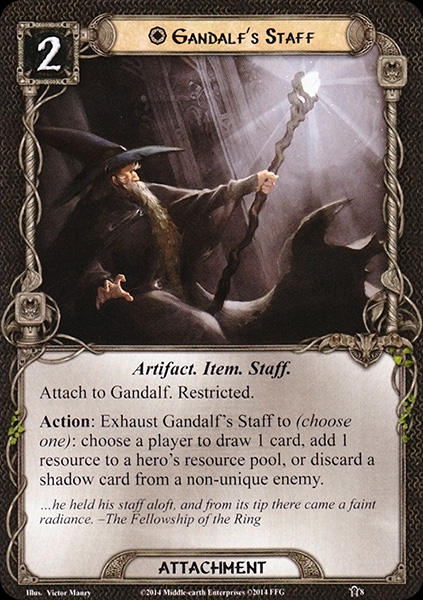 2
Gandalf's Staff
Artifact. Item. Staff.
Attach to Gandalf. Restricted.
Action: Exhaust Gandalf's Staff to (choose
one): choose a player to draw 1 card, add 1
resource to a hero's resource pool, or discard a
shadow card from a non-unique enemy.
...he held his staff aloft, and from its tip there came a faint
radiance. –The Fellowship of the Ring
ATTACHMENT
Illus. Victor Maury
©2014 Middle-earth Enterprises ©2014 FFG
8